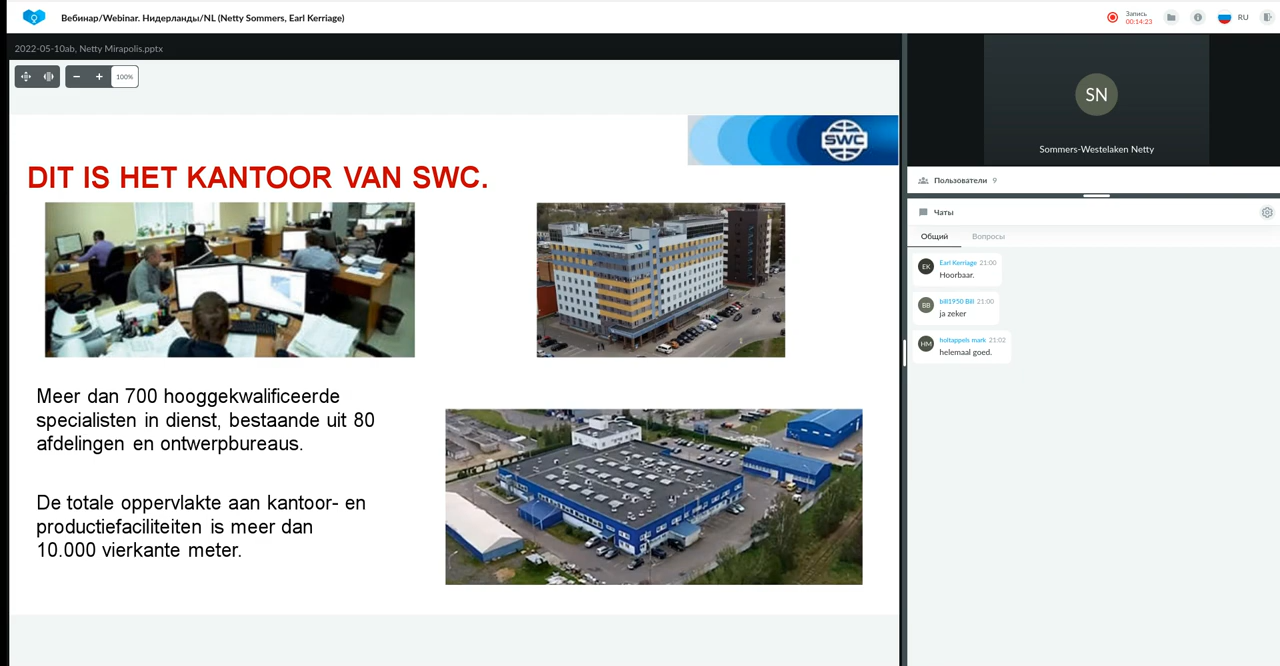 Вебинар/Webinar. Нидерланды/NL (Netty Sommers, Earl Kerriage)
Запись
00:14:23
RU
2022-05-10ab, Netty Mirapolis.pptx
100%
SWC
DIT IS HET KANTOOR VAN SWC.
Meer dan 700 hooggekwalificeerde
specialisten in dienst, bestaande uit 80
afdelingen en ontwerpbureaus.
De totale oppervlakte aan kantoor- en
productiefaciliteiten is meer dan
10.000 vierkante meter.
SN
Sommers-Westelaken Netty
Пользователи 9
Чаты
Общий Вопросы
EK Earl Kerriage 21:00
Hoorbaar.
BB bill1950 Bill 21:00
ja zeker
HM holtappels mark 21:02
helemaal goed.